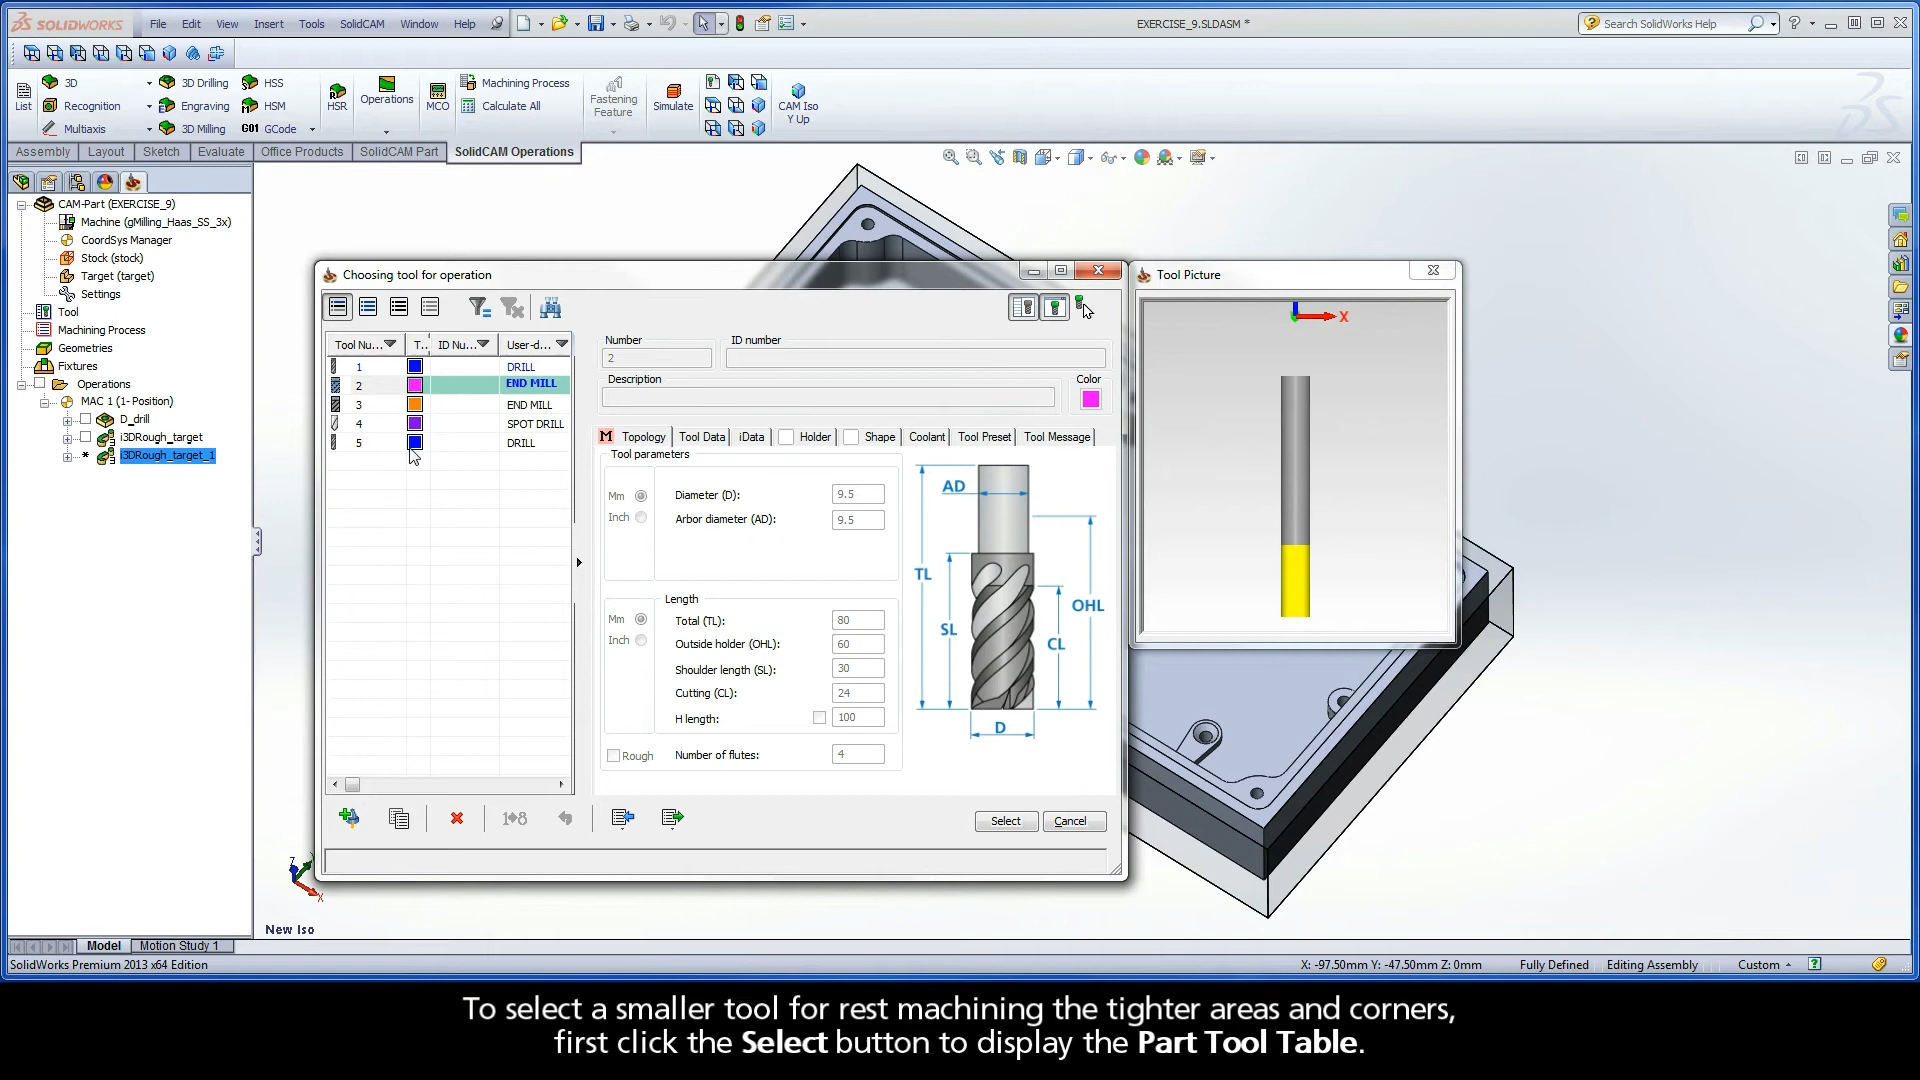 SOLIDWORKS File Edit View Insert Tools SolidCAM Window Help EXERCISE_9.SLDASM * Search SolidWorks Help
3D 3D Drilling HSS Machining Process
List Recognition Engraving HSM HSR Operations MCO Calculate All Fastening Feature Simulate CAM Iso Y Up
Multiaxis 3D Milling G01 GCode
Assembly Layout Sketch Evaluate Office Products SolidCAM Part SolidCAM Operations
CAM-Part (EXERCISE_9)
Machine (gMilling_Haas_SS_3x)
CoordSys Manager
Stock (stock)
Target (target)
Settings
Tool
Machining Process
Geometries
Fixtures
Operations
MAC 1 (1- Position)
D_drill
i3DRough_target
i3DRough_target_1
Choosing tool for operation
Tool Nu... T.. ID Nu... User-d...
1 DRILL
2 END MILL
3 END MILL
4 SPOT DRILL
5 DRILL
Number ID number
2
Description Color
M Topology Tool Data iData Holder Shape Coolant Tool Preset Tool Message
Tool parameters
Mm Diameter (D): 9.5
Inch Arbor diameter (AD): 9.5
Length
Mm Total (TL): 80
Inch Outside holder (OHL): 60
Shoulder length (SL): 30
Cutting (CL): 24
H length: 100
Rough Number of flutes: 4
AD
TL
OHL
SL
CL
D
Select Cancel
Tool Picture
X
Z
X
New Iso
Model Motion Study 1
SolidWorks Premium 2013 x64 Edition X: -97.50mm Y: -47.50mm Z: 0mm Fully Defined Editing Assembly Custom
To select a smaller tool for rest machining the tighter areas and corners,
first click the Select button to display the Part Tool Table.